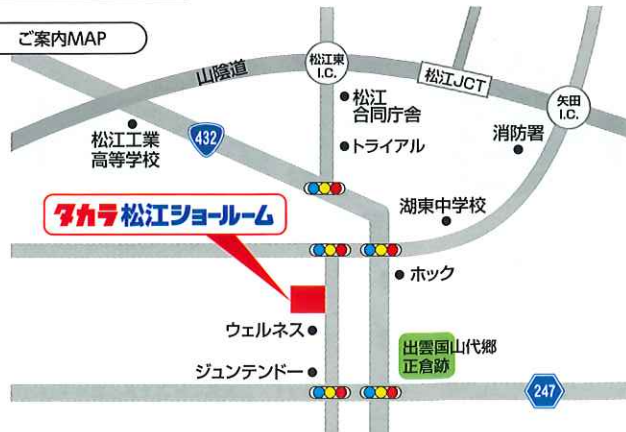 ご案内MAP
松江東
I.C.
山陰道
松江JCT
松江
合同庁舎
矢田
I.C.
松江工業
高等学校
432
トライアル
消防署
タカラ松江ショールーム
湖東中学校
ホック
ウェルネス
出雲国山代郷
正倉跡
ジュンテンドー
247